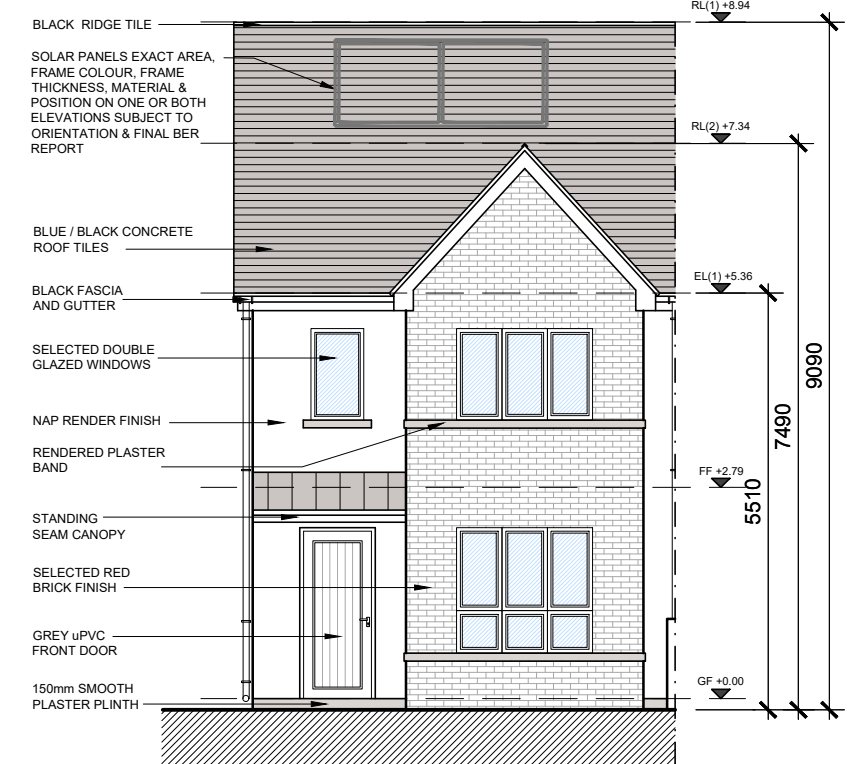 RL(1) +8.94
BLACK RIDGE TILE
SOLAR PANELS EXACT AREA,
FRAME COLOUR, FRAME
THICKNESS, MATERIAL &
POSITION ON ONE OR BOTH
ELEVATIONS SUBJECT TO
ORIENTATION & FINAL BER
REPORT
RL(2) +7.34
BLUE / BLACK CONCRETE
ROOF TILES
EL(1) +5.36
BLACK FASCIA
AND GUTTER
SELECTED DOUBLE
GLAZED WINDOWS
NAP RENDER FINISH
RENDERED PLASTER
BAND
FF +2.79
STANDING
SEAM CANOPY
SELECTED RED
BRICK FINISH
GREY uPVC
FRONT DOOR
150mm SMOOTH
PLASTER PLINTH
GF +0.00
5510
7490
9090